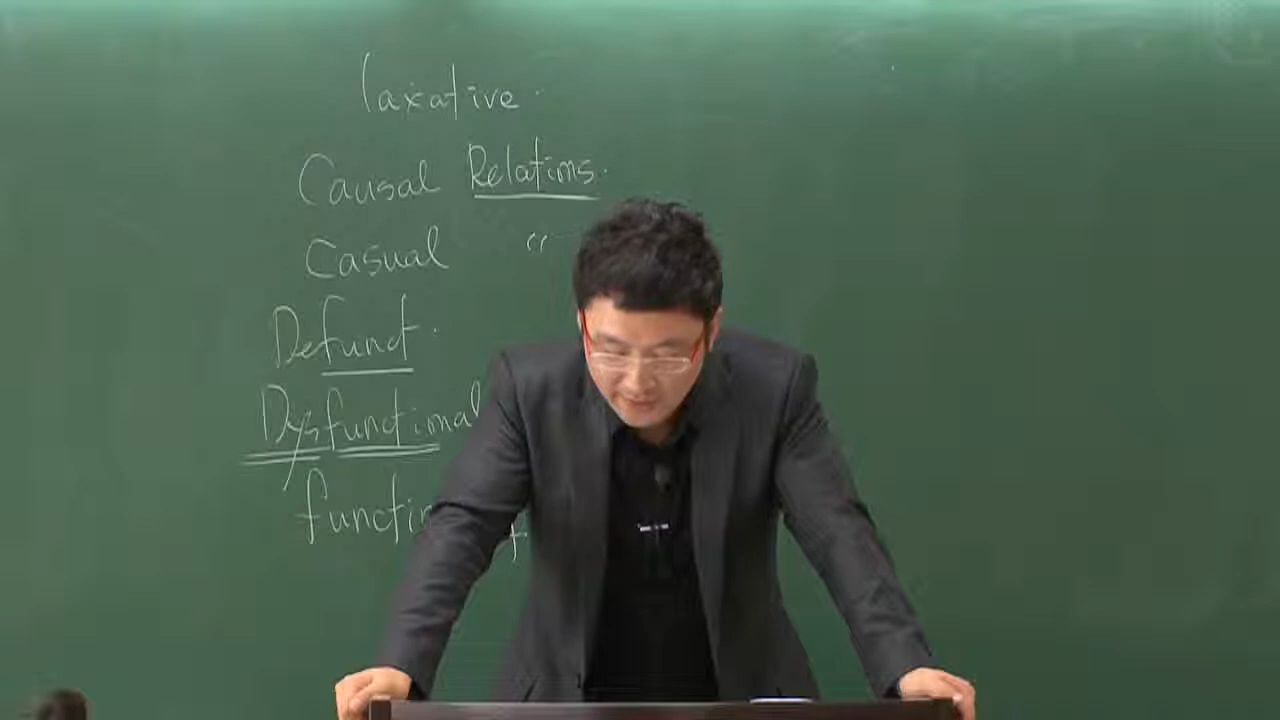 laxative.
Causal Relations.
Casual "
Defunct.
Dysfunctional